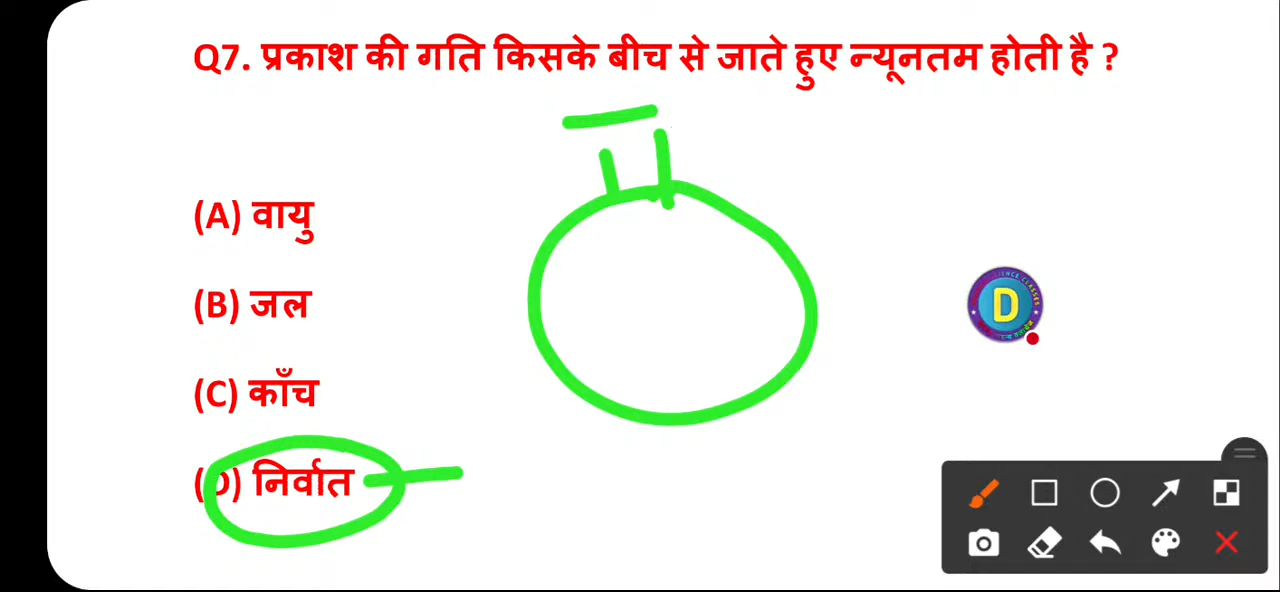 Q7. प्रकाश की गति किसके बीच से जाते हुए न्यूनतम होती है ?
(A) वायु
(B) जल
(C) काँच
(D) निर्वात
D